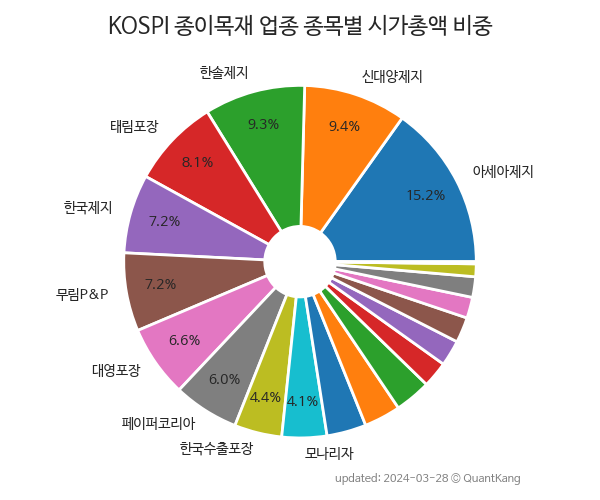 KOSPI 종이목재 업종 종목별 시가총액 비중
한솔제지
신대양제지
태림포장
9.3%
9.4%
8.1%
아세아제지
15.2%
한국제지
7.2%
무림P&P
7.2%
6.6%
대영포장
6.0%
4.4%
4.1%
페이퍼코리아
한국수출포장
모나리자
updated: 2024-03-28 © QuantKang